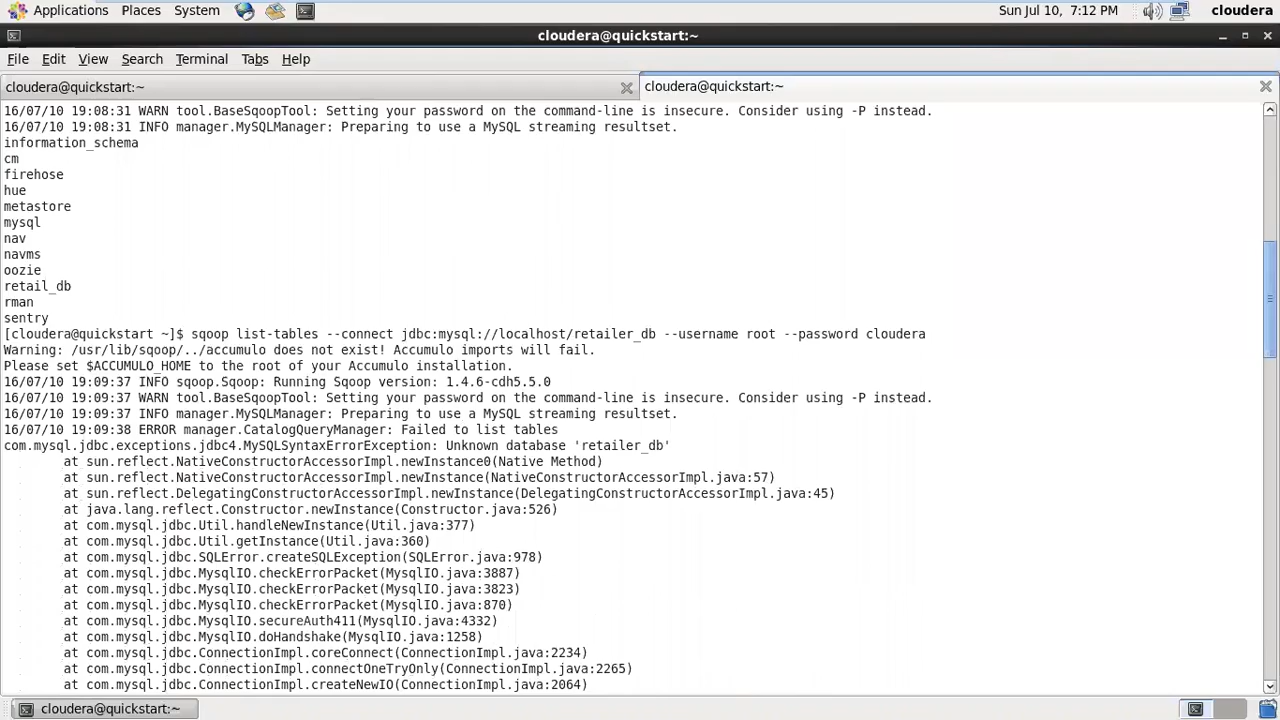 Applications Places System Sun Jul 10, 7:12 PM cloudera
cloudera@quickstart:~
File Edit View Search Terminal Tabs Help
cloudera@quickstart:~ cloudera@quickstart:~
16/07/10 19:08:31 WARN tool.BaseSqoopTool: Setting your password on the command-line is insecure. Consider using -P instead.
16/07/10 19:08:31 INFO manager.MySQLManager: Preparing to use a MySQL streaming resultset.
information_schema
cm
firehose
hue
metastore
mysql
nav
navms
oozie
retail_db
rman
sentry
[cloudera@quickstart ~]$ sqoop list-tables --connect jdbc:mysql://localhost/retailer_db --username root --password cloudera
Warning: /usr/lib/sqoop/../accumulo does not exist! Accumulo imports will fail.
Please set $ACCUMULO_HOME to the root of your Accumulo installation.
16/07/10 19:09:37 INFO sqoop.Sqoop: Running Sqoop version: 1.4.6-cdh5.5.0
16/07/10 19:09:37 WARN tool.BaseSqoopTool: Setting your password on the command-line is insecure. Consider using -P instead.
16/07/10 19:09:37 INFO manager.MySQLManager: Preparing to use a MySQL streaming resultset.
16/07/10 19:09:38 ERROR manager.CatalogQueryManager: Failed to list tables
com.mysql.jdbc.exceptions.jdbc4.MySQLSyntaxErrorException: Unknown database 'retailer_db'
at sun.reflect.NativeConstructorAccessorImpl.newInstance0(Native Method)
at sun.reflect.NativeConstructorAccessorImpl.newInstance(NativeConstructorAccessorImpl.java:57)
at sun.reflect.DelegatingConstructorAccessorImpl.newInstance(DelegatingConstructorAccessorImpl.java:45)
at java.lang.reflect.Constructor.newInstance(Constructor.java:526)
at com.mysql.jdbc.Util.handleNewInstance(Util.java:377)
at com.mysql.jdbc.Util.getInstance(Util.java:360)
at com.mysql.jdbc.SQLError.createSQLException(SQLError.java:978)
at com.mysql.jdbc.MysqlIO.checkErrorPacket(MysqlIO.java:3887)
at com.mysql.jdbc.MysqlIO.checkErrorPacket(MysqlIO.java:3823)
at com.mysql.jdbc.MysqlIO.checkErrorPacket(MysqlIO.java:870)
at com.mysql.jdbc.MysqlIO.secureAuth411(MysqlIO.java:4332)
at com.mysql.jdbc.MysqlIO.doHandshake(MysqlIO.java:1258)
at com.mysql.jdbc.ConnectionImpl.coreConnect(ConnectionImpl.java:2234)
at com.mysql.jdbc.ConnectionImpl.connectOneTryOnly(ConnectionImpl.java:2265)
at com.mysql.jdbc.ConnectionImpl.createNewIO(ConnectionImpl.java:2064)
cloudera@quickstart:~